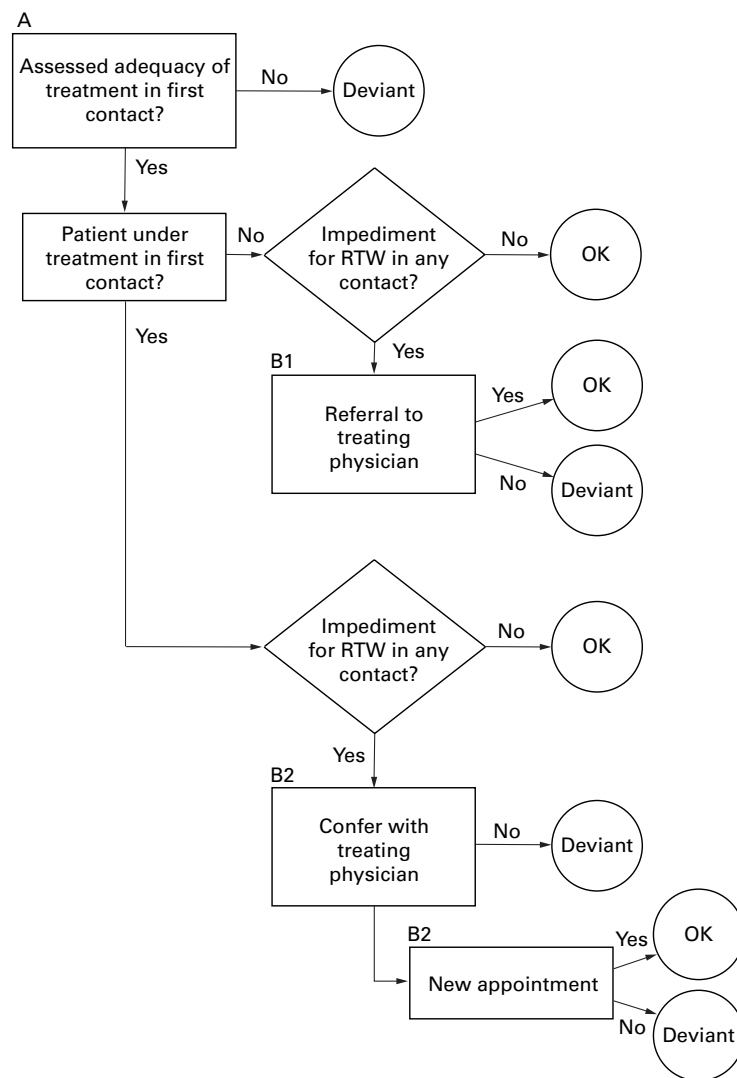 A
Assessed adequacy of
treatment in first
contact?
No
Deviant
Yes
Patient under
treatment in first
contact?
No
Impediment
for RTW in any
contact?
No
OK
Yes
Yes
B1
Referral to
treating
physician
Yes
OK
No
Deviant
Impediment
for RTW in any
contact?
No
OK
Yes
B2
Confer with
treating
physician
No
Deviant
B2
New appointment
Yes
OK
No
Deviant